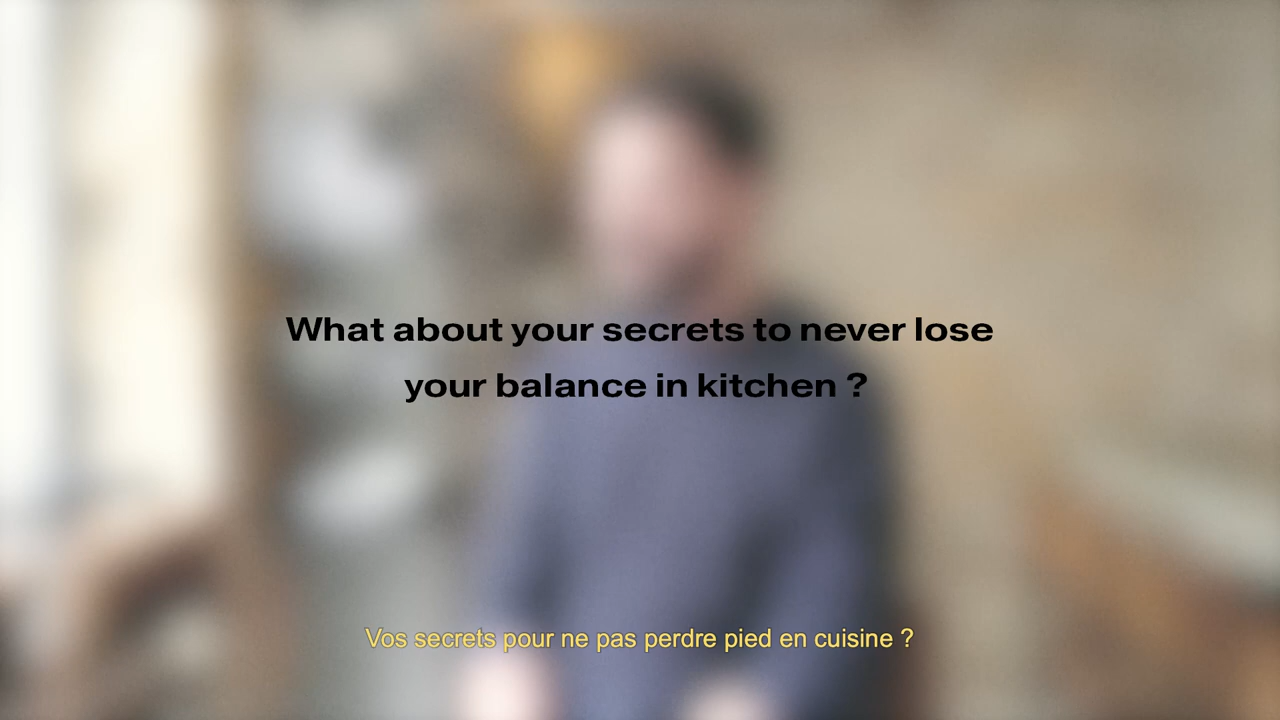 What about your secrets to never lose
your balance in kitchen ?
Vos secrets pour ne pas perdre pied en cuisine ?